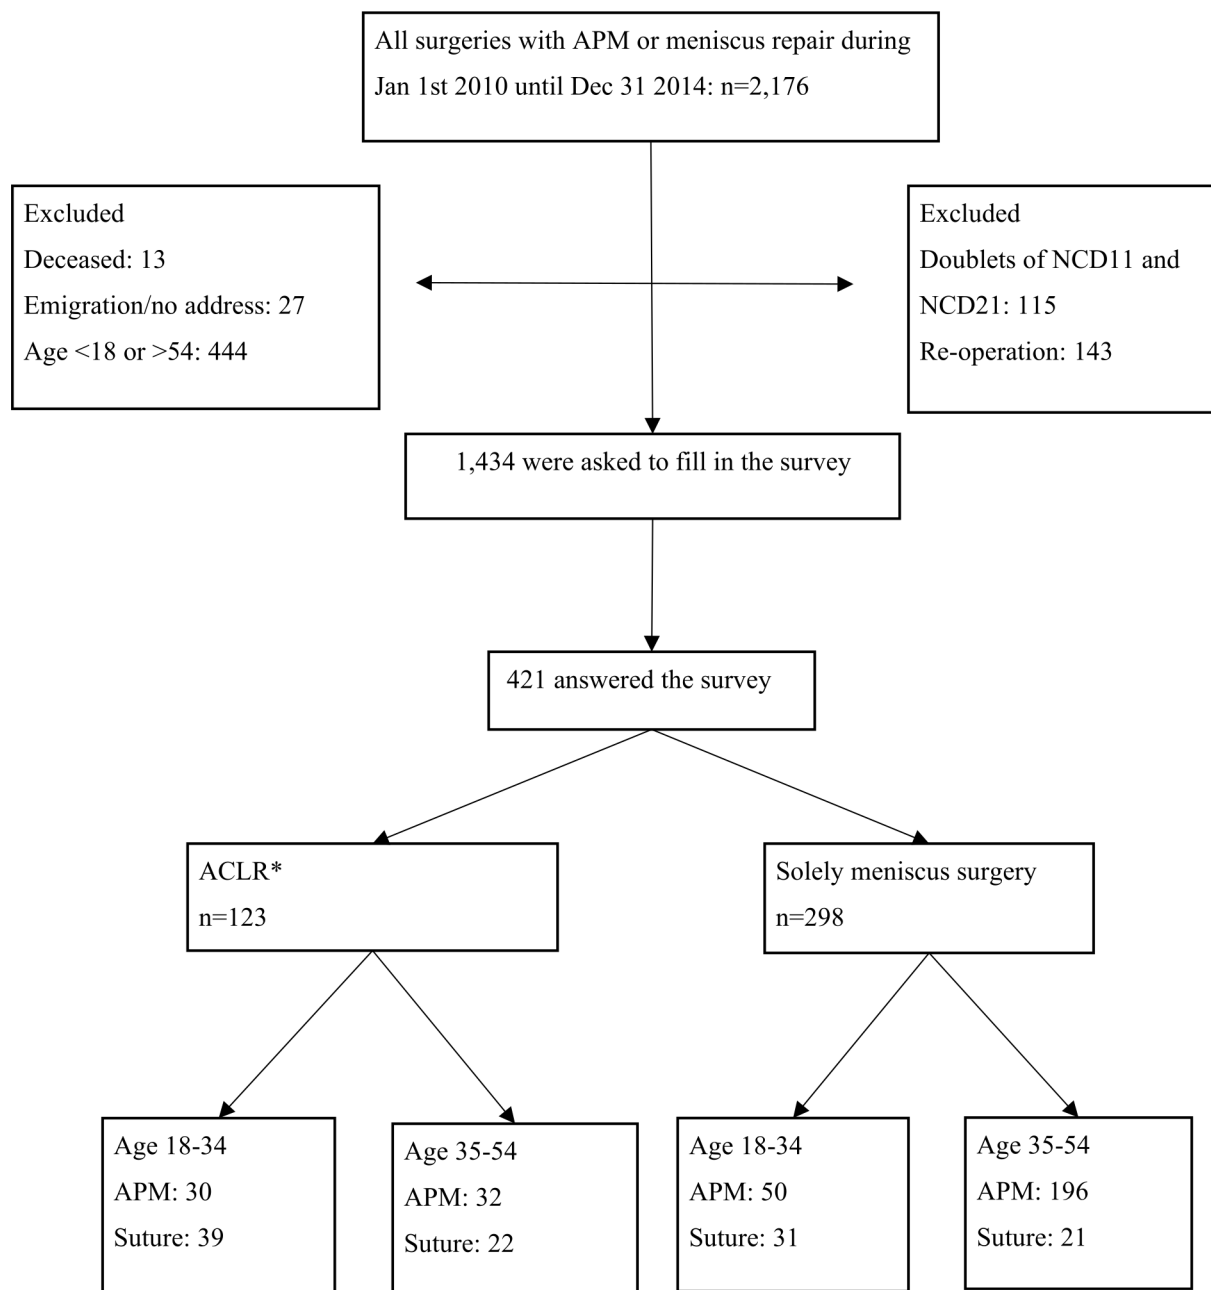 All surgeries with APM or meniscus repair during
Jan 1st 2010 until Dec 31 2014: n=2,176
Excluded
Deceased: 13
Emigration/no address: 27
Age <18 or >54: 444
Excluded
Doublets of NCD11 and
NCD21: 115
Re-operation: 143
1,434 were asked to fill in the survey
421 answered the survey
ACLR*
n=123
Solely meniscus surgery
n=298
Age 18-34
APM: 30
Suture: 39
Age 35-54
APM: 32
Suture: 22
Age 18-34
APM: 50
Suture: 31
Age 35-54
APM: 196
Suture: 21